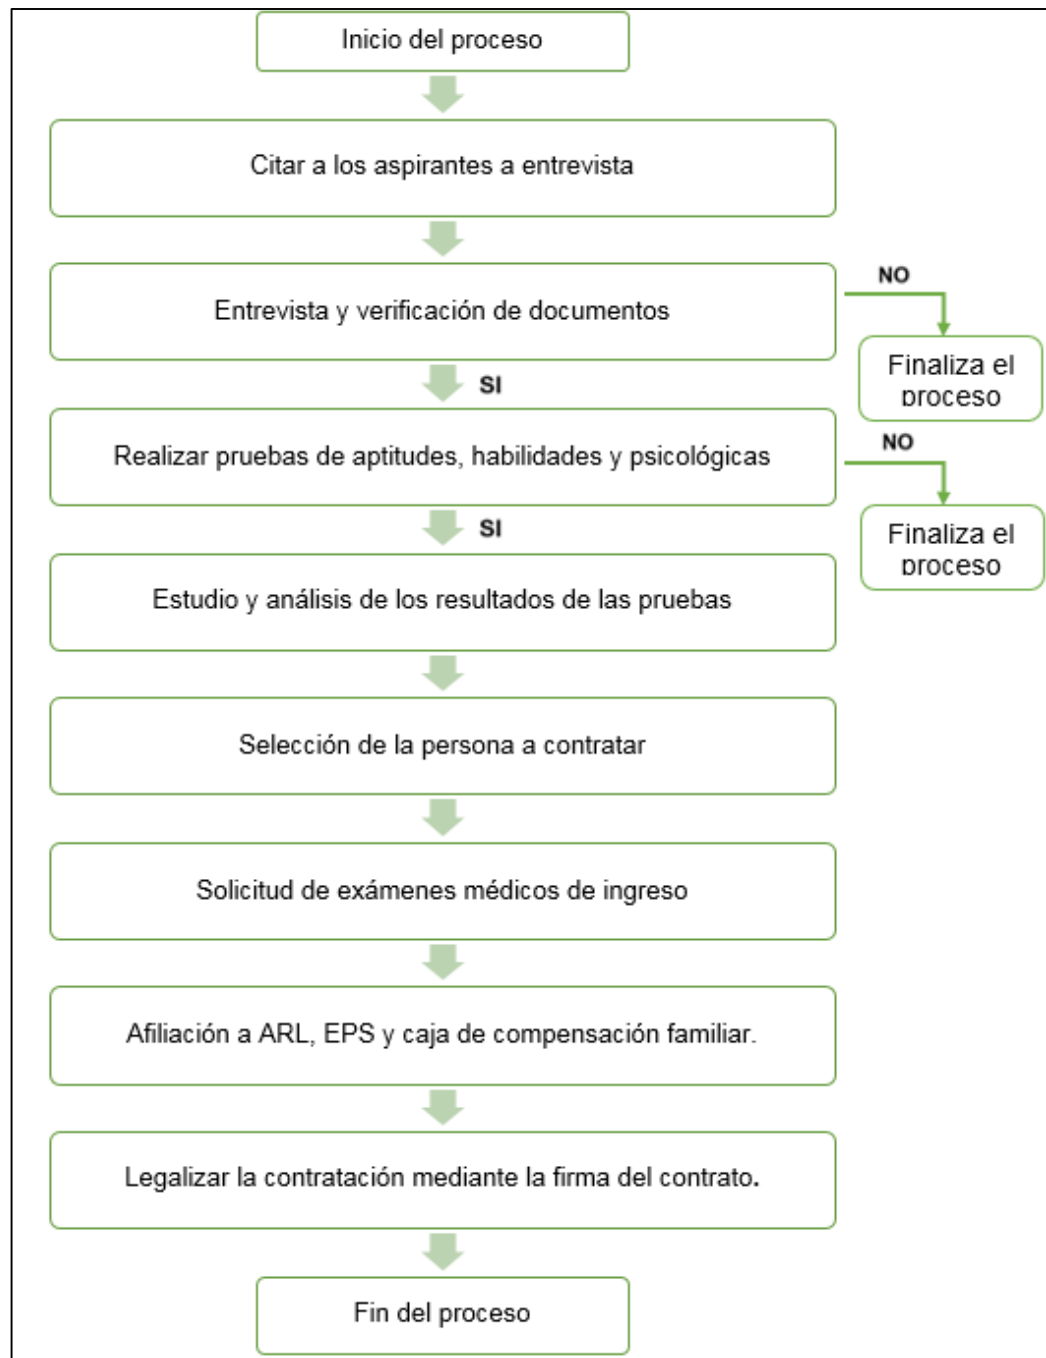 Inicio del proceso
Citar a los aspirantes a entrevista
Entrevista y verificación de documentos
NO
Finaliza el
proceso
SI
Realizar pruebas de aptitudes, habilidades y psicológicas
NO
Finaliza el
proceso
SI
Estudio y análisis de los resultados de las pruebas
Selección de la persona a contratar
Solicitud de exámenes médicos de ingreso
Afiliación a ARL, EPS y caja de compensación familiar.
Legalizar la contratación mediante la firma del contrato.
Fin del proceso